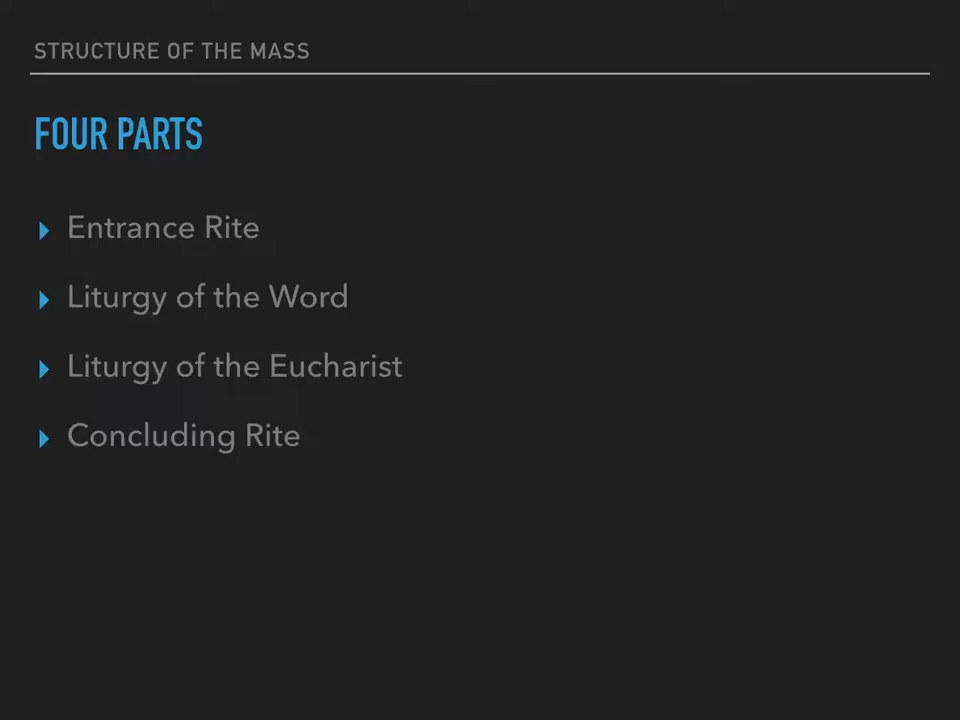 STRUCTURE OF THE MASS
FOUR PARTS
Entrance Rite
Liturgy of the Word
Liturgy of the Eucharist
Concluding Rite